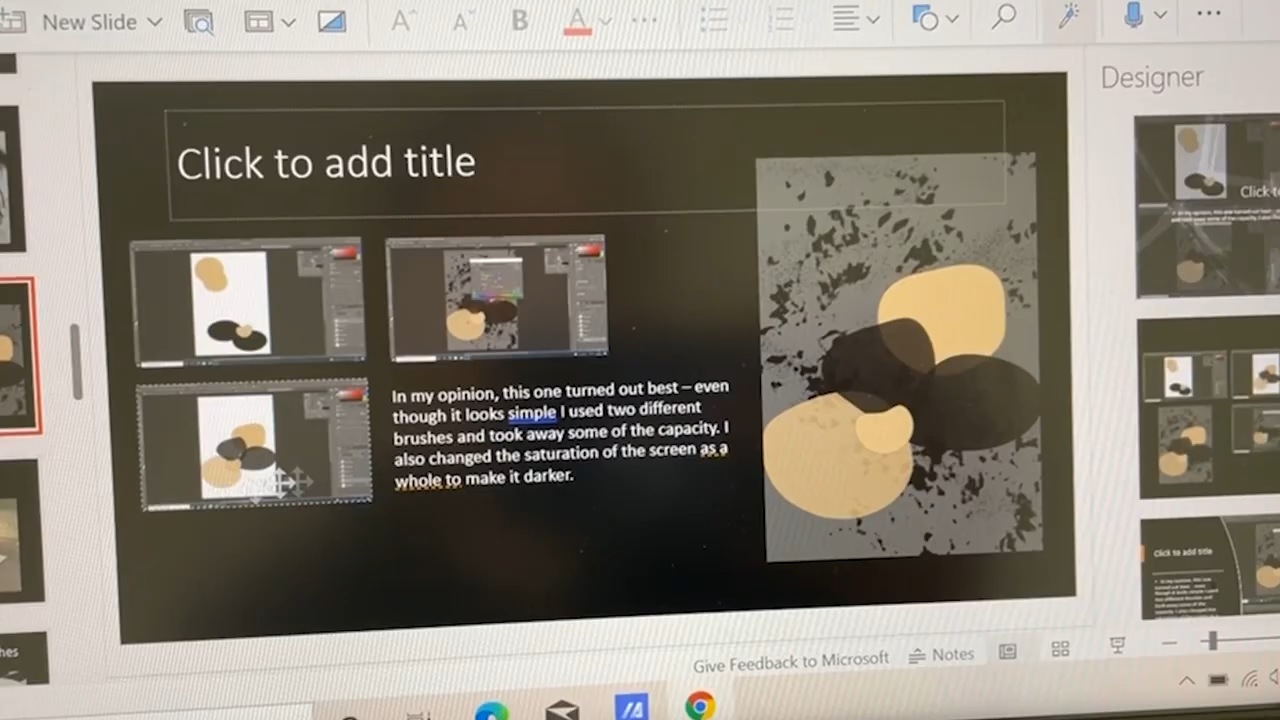 New Slide
A
A
B
A
Designer
Click to add title
In my opinion, this one turned out best – even
though it looks simple I used two different
brushes and took away some of the capacity. I
also changed the saturation of the screen as a
whole to make it darker.
Click to add title
hes
Give Feedback to Microsoft
Notes